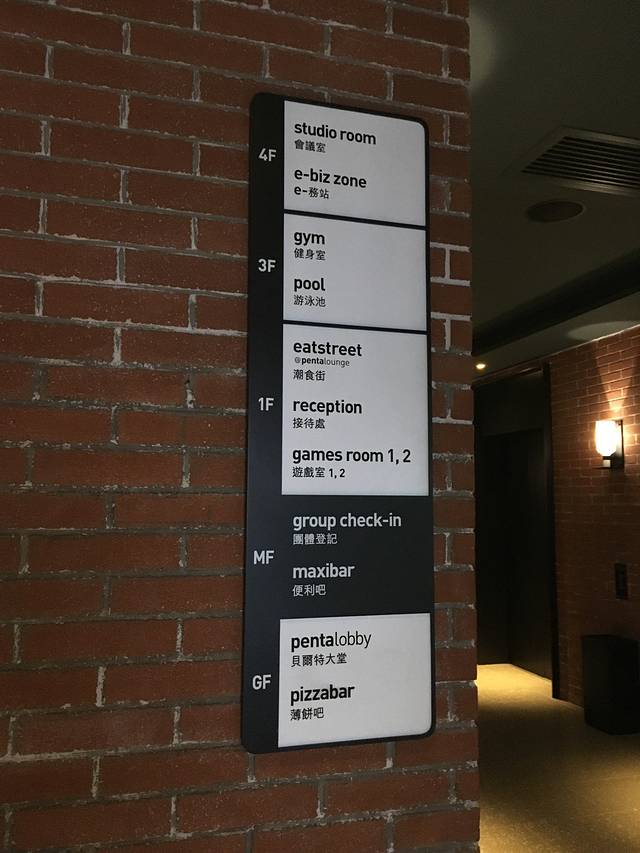 4F
studio room
會議室
e-biz zone
e-務站
3F
gym
健身室
pool
游泳池
1F
eatstreet
@pentalounge
潮食街
reception
接待處
games room 1, 2
遊戲室 1, 2
MF
group check-in
團體登記
maxibar
便利吧
GF
pentalobby
貝爾特大堂
pizzabar
薄餅吧